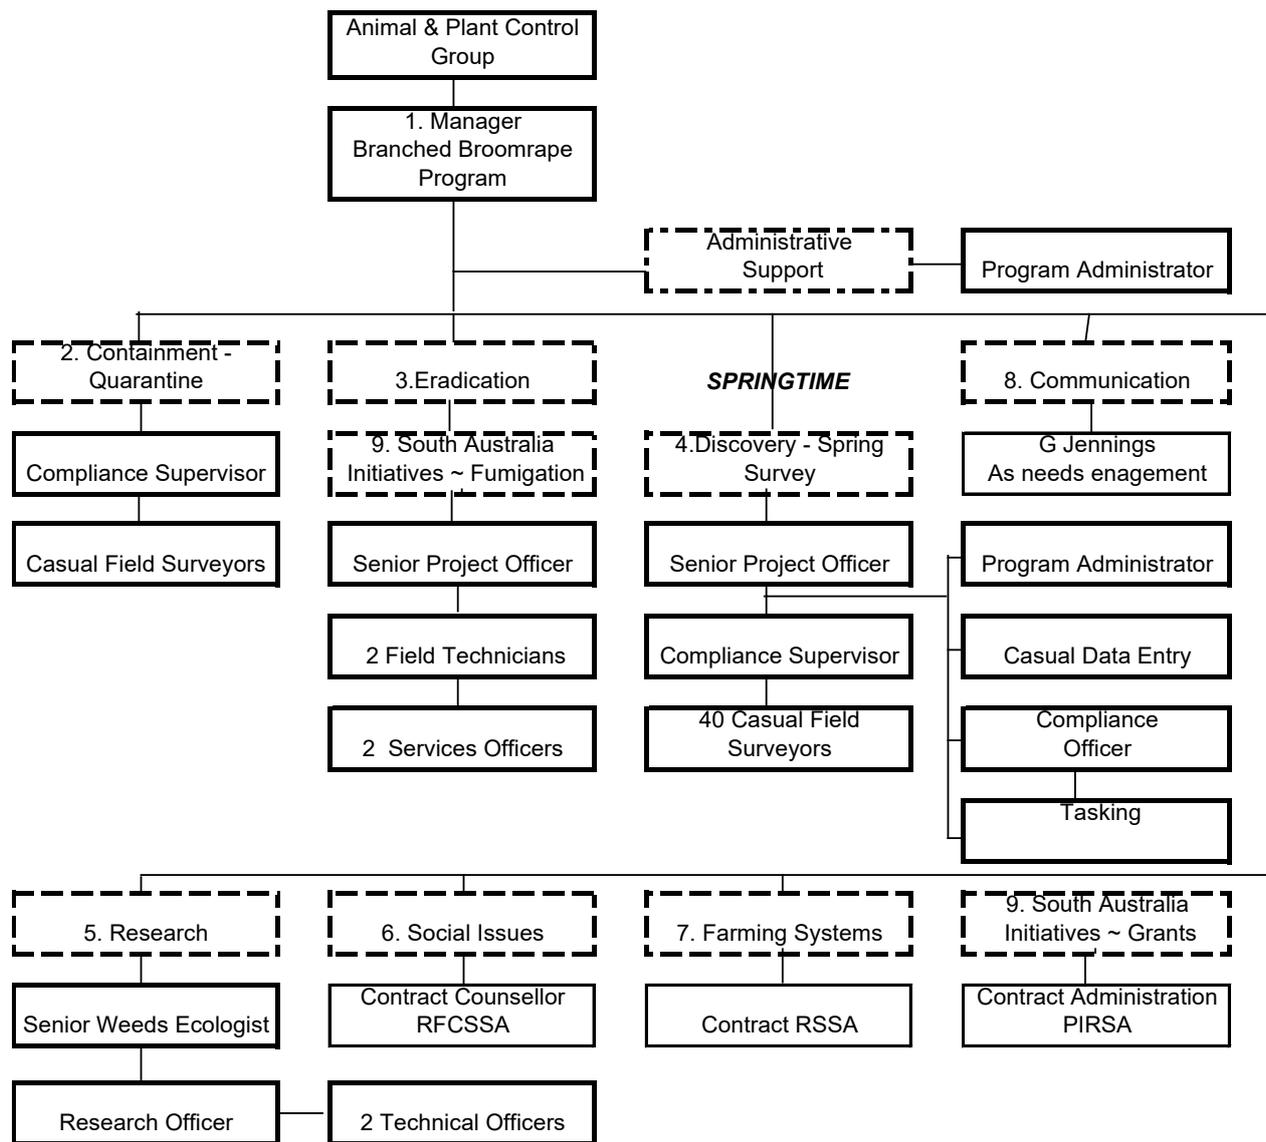 Animal & Plant Control
Group
1. Manager
Branched Broomrape
Program
Administrative
Support
Program Administrator
2. Containment -
Quarantine
3.Eradication
SPRINGTIME
8. Communication
Compliance Supervisor
9. South Australia
Initiatives ~ Fumigation
4.Discovery - Spring
Survey
G Jennings
As needs enagement
Casual Field Surveyors
Senior Project Officer
Senior Project Officer
Program Administrator
2 Field Technicians
Compliance Supervisor
Casual Data Entry
2 Services Officers
40 Casual Field
Surveyors
Compliance
Officer
Tasking
5. Research
6. Social Issues
7. Farming Systems
9. South Australia
Initiatives ~ Grants
Senior Weeds Ecologist
Contract Counsellor
RFCSSA
Contract RSSA
Contract Administration
PIRSA
Research Officer
2 Technical Officers